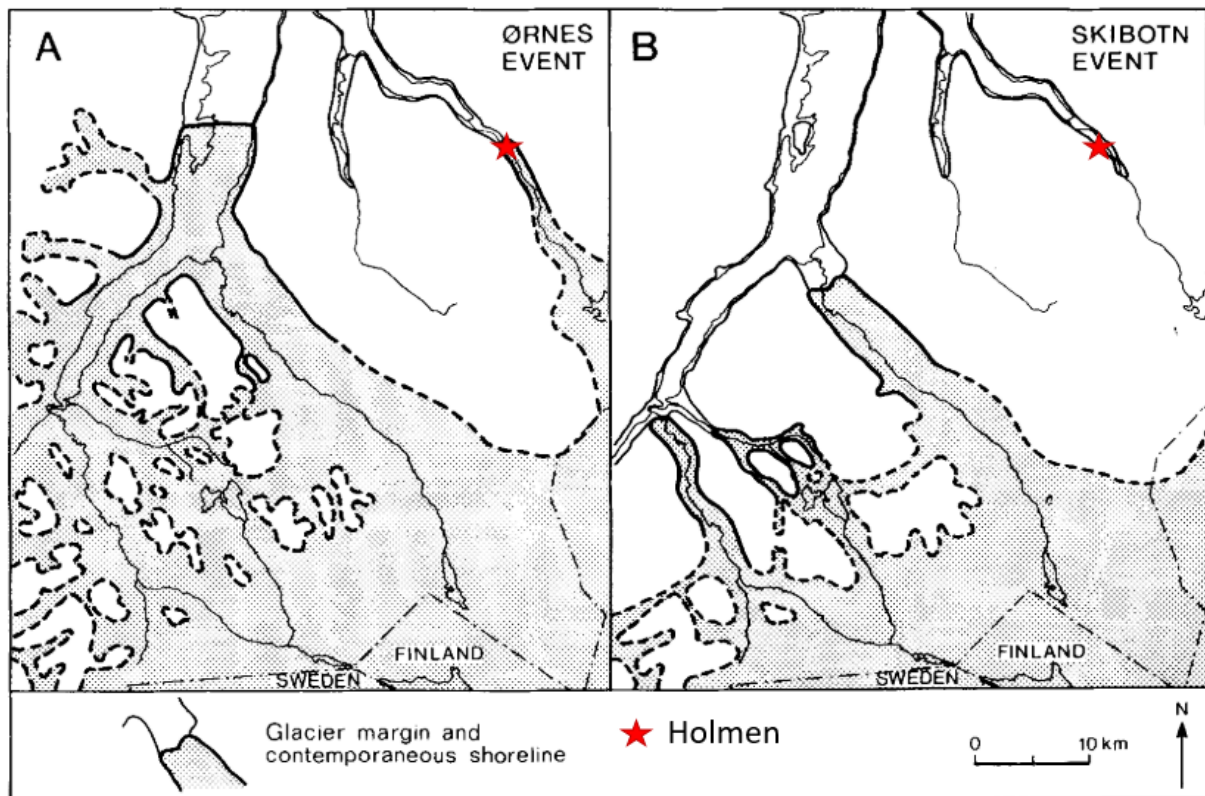 A
ØRNES
EVENT
B
SKIBOTN
EVENT
FINLAND
SWEDEN
FINLAND
SWEDEN
Glacier margin and
contemporaneous shoreline
Holmen
0 10 km
N